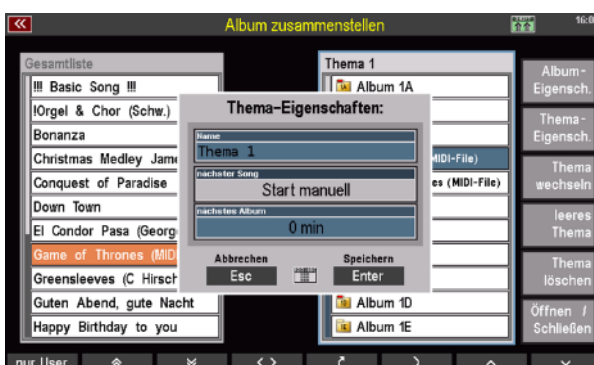 Album zusammenstellen
Gesamtliste
!!! Basic Song !!!
!Orgel & Chor (Schw.)
Bonanza
Christmas Medley Jame
Conquest of Paradise
Down Town
El Condor Pasa (Georg
Game of Thrones (MID
Greensleeves (C Hirsch
Guten Abend, gute Nacht
Happy Birthday to you
Thema-Eigenschaften:
Name
Thema 1
nächster Song
Start manuell
nächstes Album
0 min
Abbrechen
Esc
Speichern
Enter
Thema 1
Album 1A
MIDI-File)
es (MIDI-File)
Album 1D
Album 1E
Album-
Eigensch.
Thema-
Eigensch.
Thema
wechseln
leeres
Thema
Thema
löschen
Öffnen /
Schließen
nur User